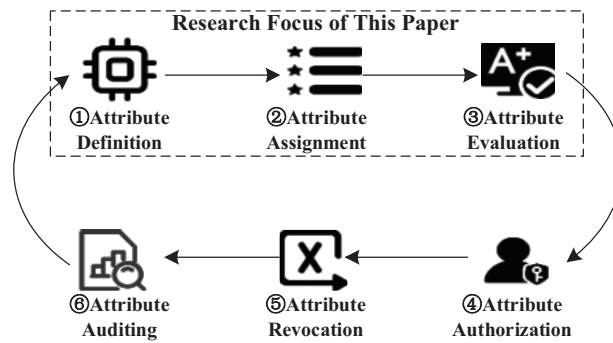 Research Focus of This Paper
A+
①Attribute
Definition
②Attribute
Assignment
③Attribute
Evaluation
X
⑥Attribute
Auditing
⑤Attribute
Revocation
④Attribute
Authorization